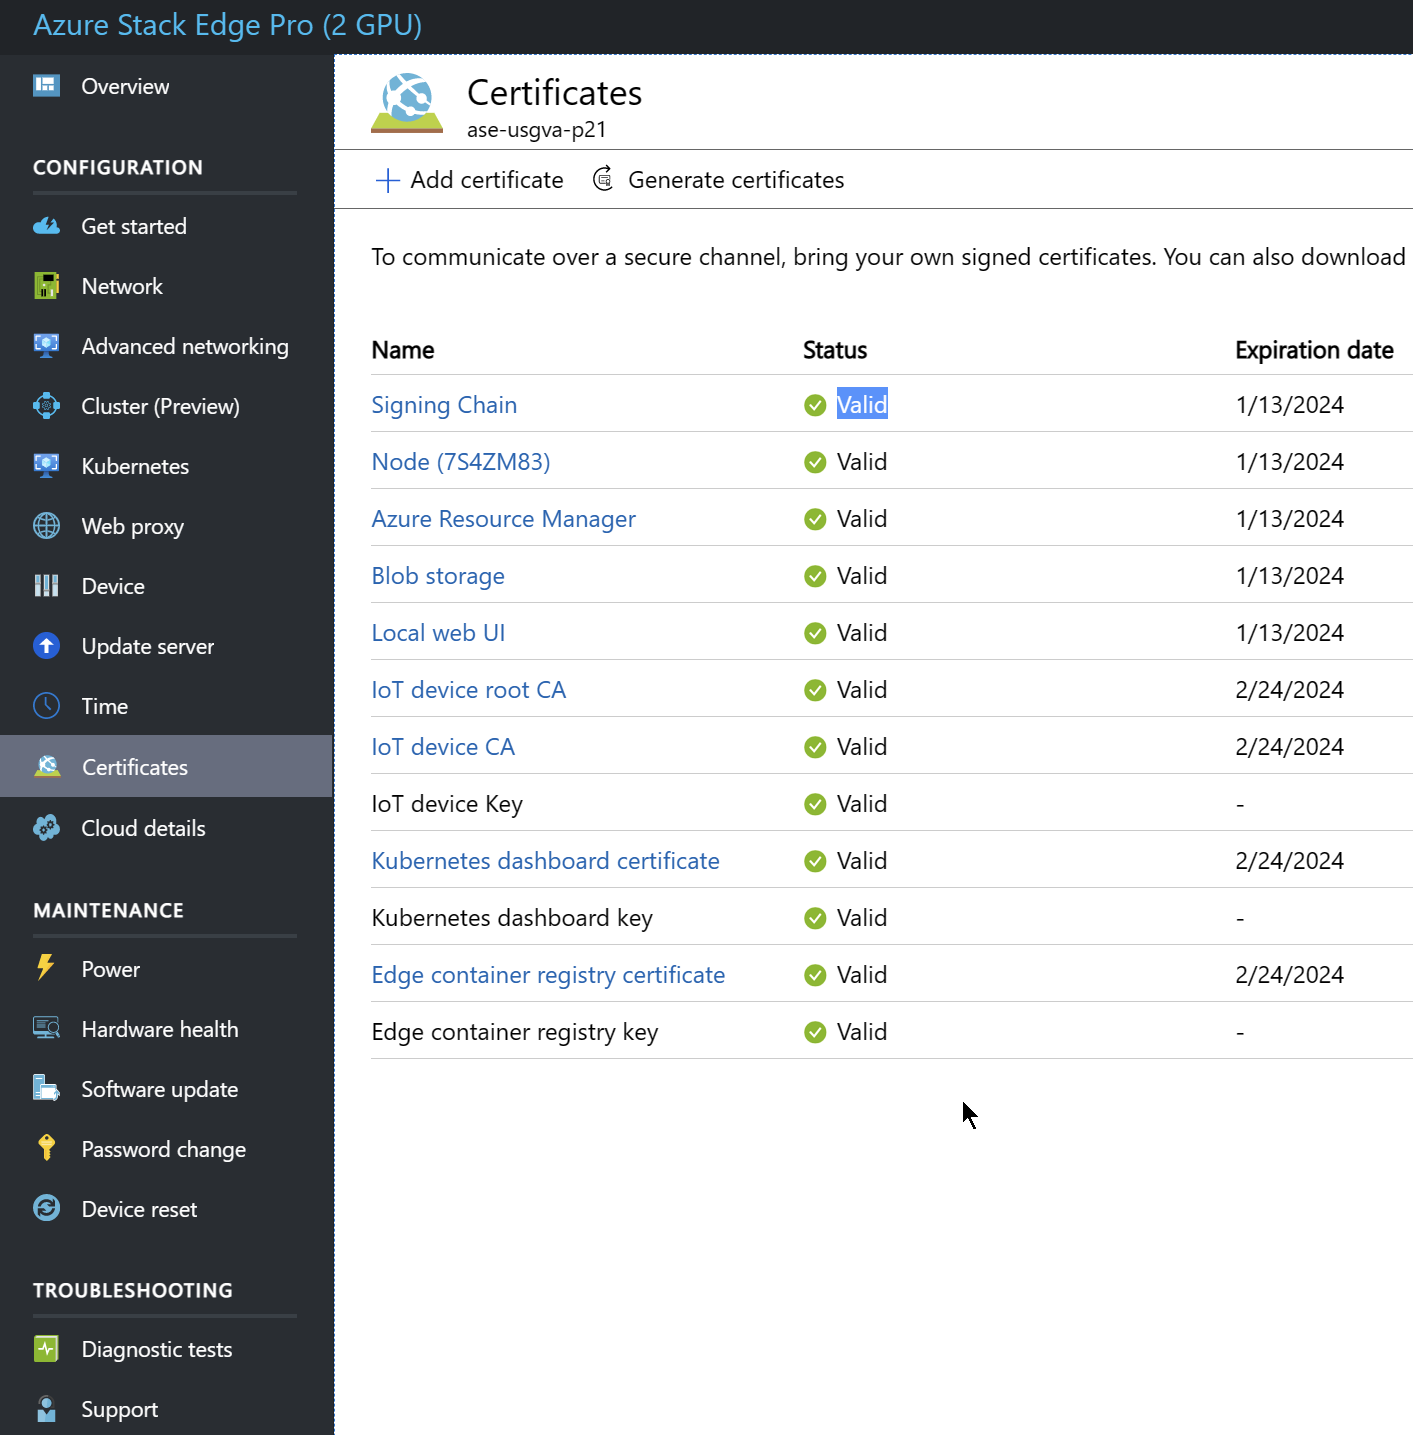 Azure Stack Edge Pro (2 GPU)
Overview
CONFIGURATION
Get started
Network
Advanced networking
Cluster (Preview)
Kubernetes
Web proxy
Device
Update server
Time
Certificates
Cloud details
MAINTENANCE
Power
Hardware health
Software update
Password change
Device reset
TROUBLESHOOTING
Diagnostic tests
Support
Certificates
ase-usgva-p21
Add certificate Generate certificates
To communicate over a secure channel, bring your own signed certificates. You can also download
Name Status Expiration date
Signing Chain Valid 1/13/2024
Node (7S4ZM83) Valid 1/13/2024
Azure Resource Manager Valid 1/13/2024
Blob storage Valid 1/13/2024
Local web UI Valid 1/13/2024
IoT device root CA Valid 2/24/2024
IoT device CA Valid 2/24/2024
IoT device Key Valid -
Kubernetes dashboard certificate Valid 2/24/2024
Kubernetes dashboard key Valid -
Edge container registry certificate Valid 2/24/2024
Edge container registry key Valid -